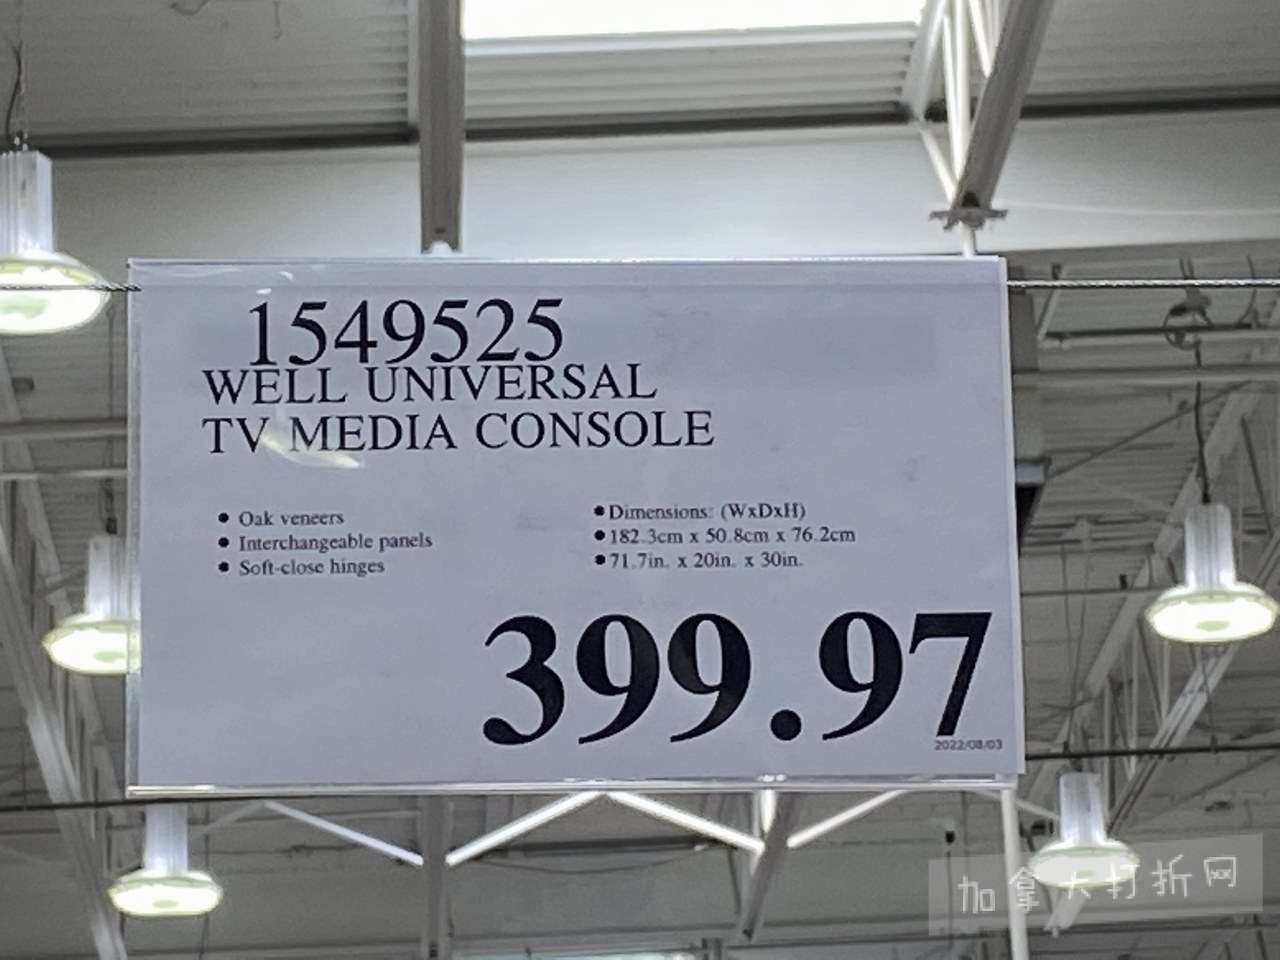 1549525
WELL UNIVERSAL
TV MEDIA CONSOLE
● Oak veneers
● Interchangeable panels
● Soft-close hinges
● Dimensions: (WxDxH)
● 182.3cm x 50.8cm x 76.2cm
● 71.7in. x 20in. x 30in.
399.97
2022/08/03
加拿大打折网